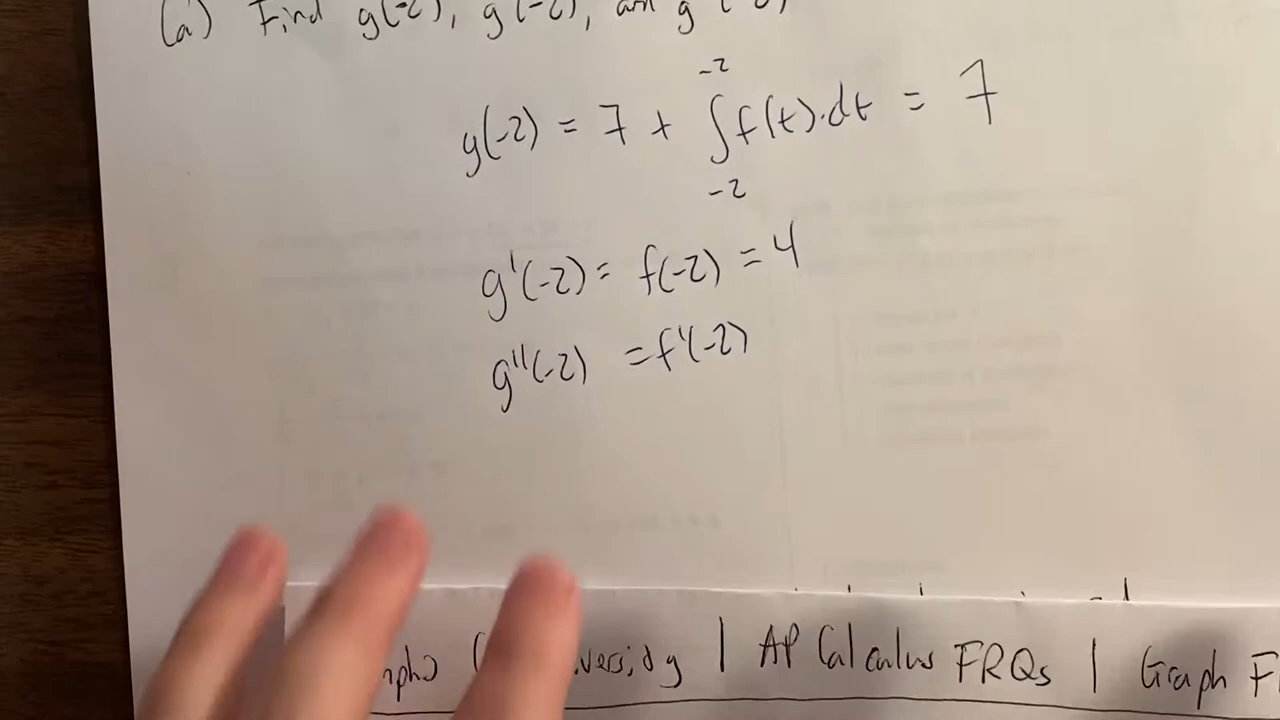 (a) Find g(-2), g'(-2), and g
-2
g(-2) = 7 + ∫f(t)·dt = 7
-2
g'(-2) = f(-2) = 4
g''(-2) = f'(-2)
| AP Calculus FRQs | Graph